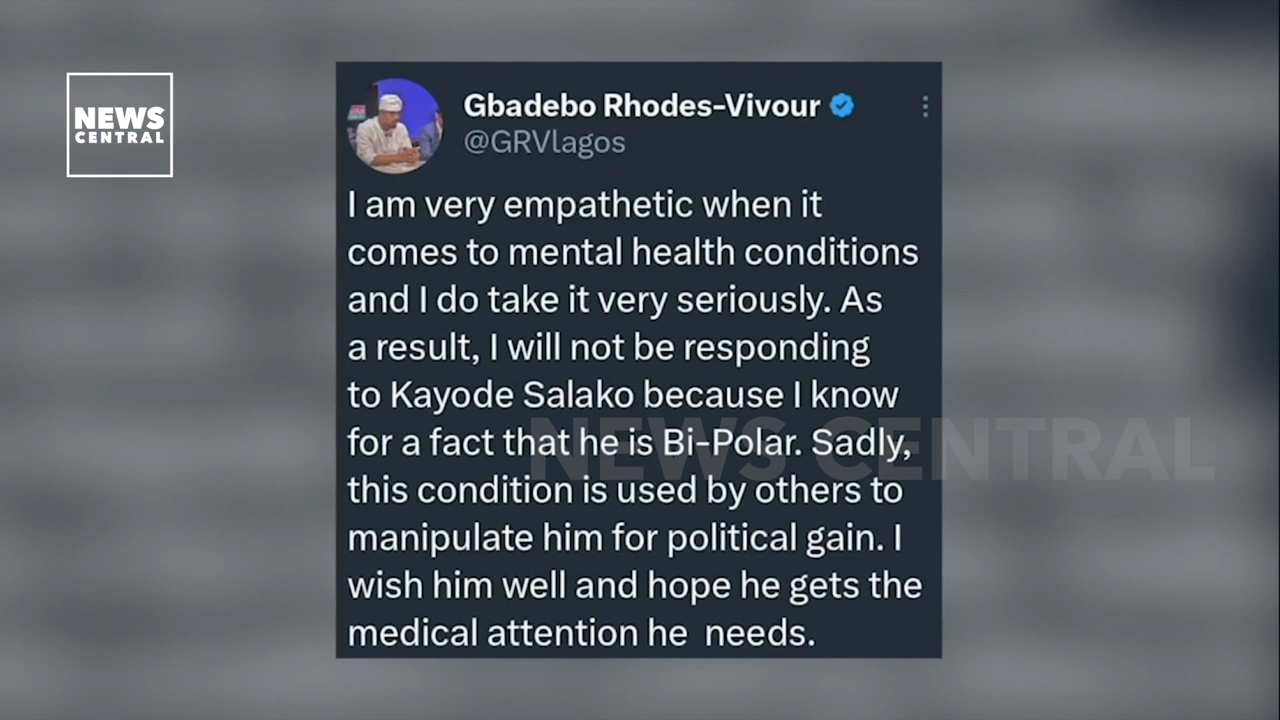 NEWS
CENTRAL
Gbadebo Rhodes-Vivour
@GRVlagos
I am very empathetic when it
comes to mental health conditions
and I do take it very seriously. As
a result, I will not be responding
to Kayode Salako because I know
for a fact that he is Bi-Polar. Sadly,
this condition is used by others to
manipulate him for political gain. I
wish him well and hope he gets the
medical attention he  needs.
NEWS CENTRAL